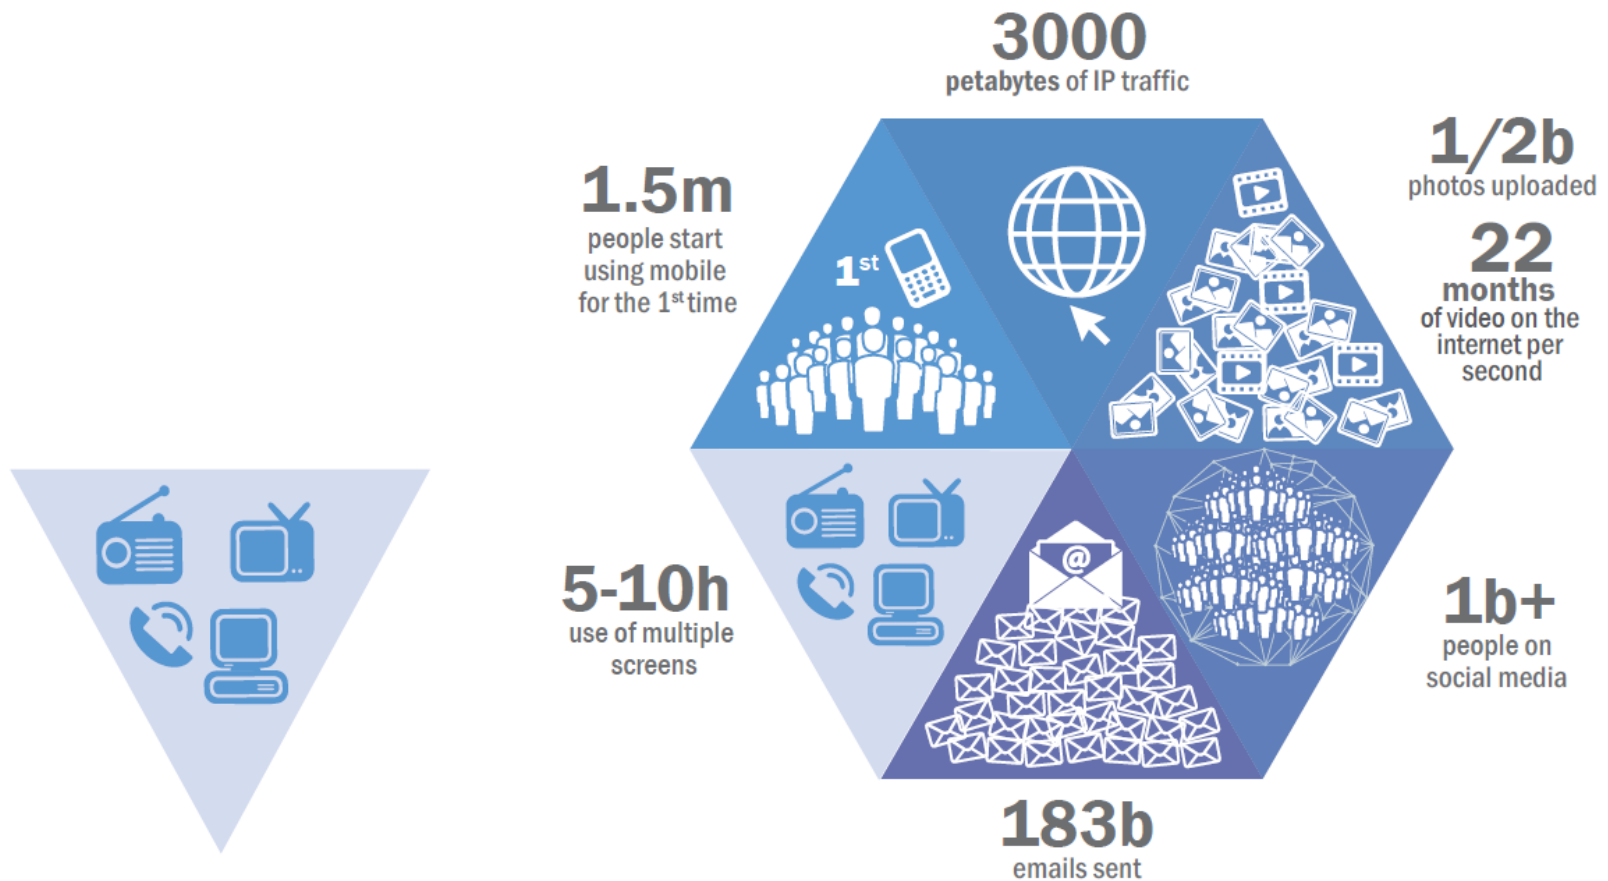 3000
petabytes of IP traffic
1.5m
people start
using mobile
for the 1st time
1st
1/2b
photos uploaded
22
months
of video on the
internet per
second
5-10h
use of multiple
screens
@
1b+
people on
social media
183b
emails sent